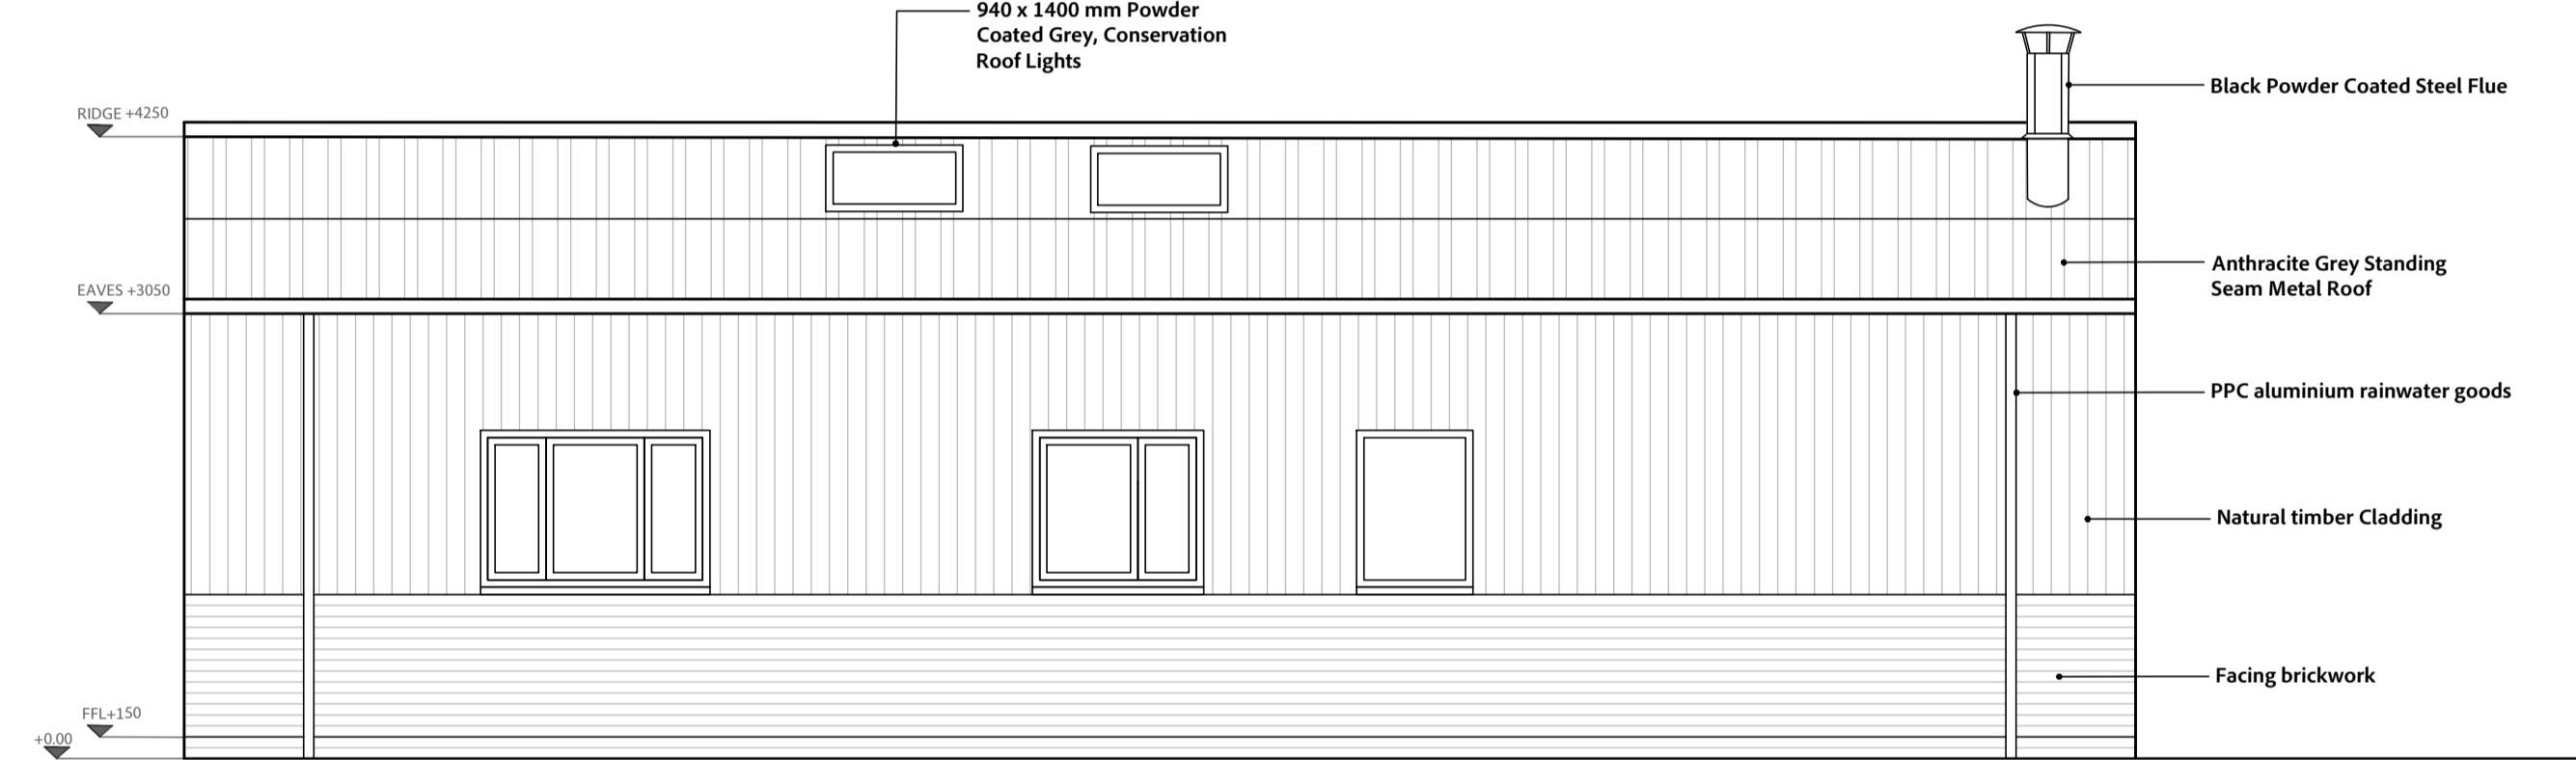 940 x 1400 mm Powder
Coated Grey, Conservation
Roof Lights
Black Powder Coated Steel Flue
RIDGE +4250
Anthracite Grey Standing
Seam Metal Roof
EAVES +3050
PPC aluminium rainwater goods
Natural timber Cladding
Facing brickwork
FFL+150
+0.00